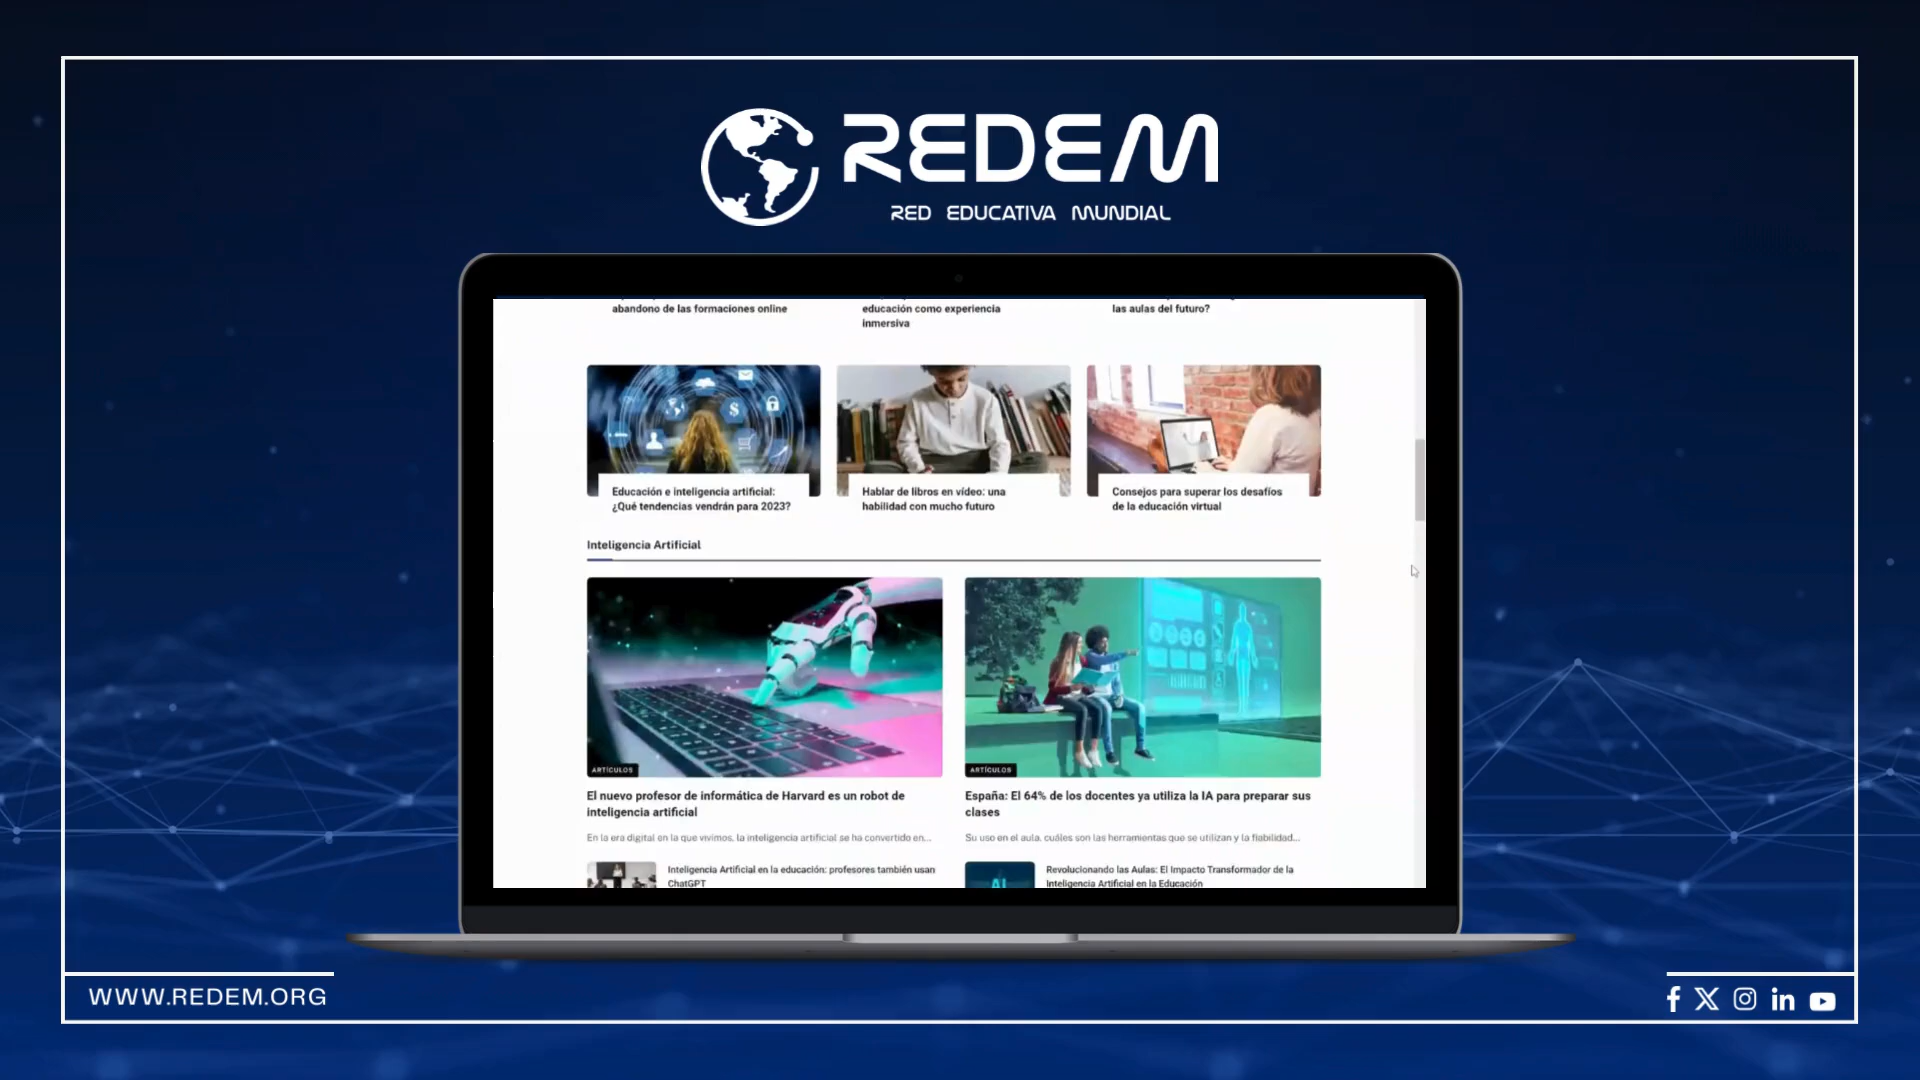 REDEM
RED EDUCATIVA MUNDIAL
abandono de las formaciones online
educación como experiencia
inmersiva
las aulas del futuro?
Educación e inteligencia artificial:
¿Qué tendencias vendrán para 2023?
Hablar de libros en vídeo: una
habilidad con mucho futuro
Consejos para superar los desafíos
de la educación virtual
Inteligencia Artificial
ARTÍCULOS
El nuevo profesor de informática de Harvard es un robot de
inteligencia artificial
En la era digital en la que vivimos, la inteligencia artificial se ha convertido en...
ARTÍCULOS
España: El 64% de los docentes ya utiliza la IA para preparar sus
clases
Su uso en el aula, cuáles son las herramientas que se utilizan y la fiabilidad...
Inteligencia Artificial en la educación: profesores también usan
ChatGPT
AI
Revolucionando las Aulas: El Impacto Transformador de la
Inteligencia Artificial en la Educación
WWW.REDEM.ORG